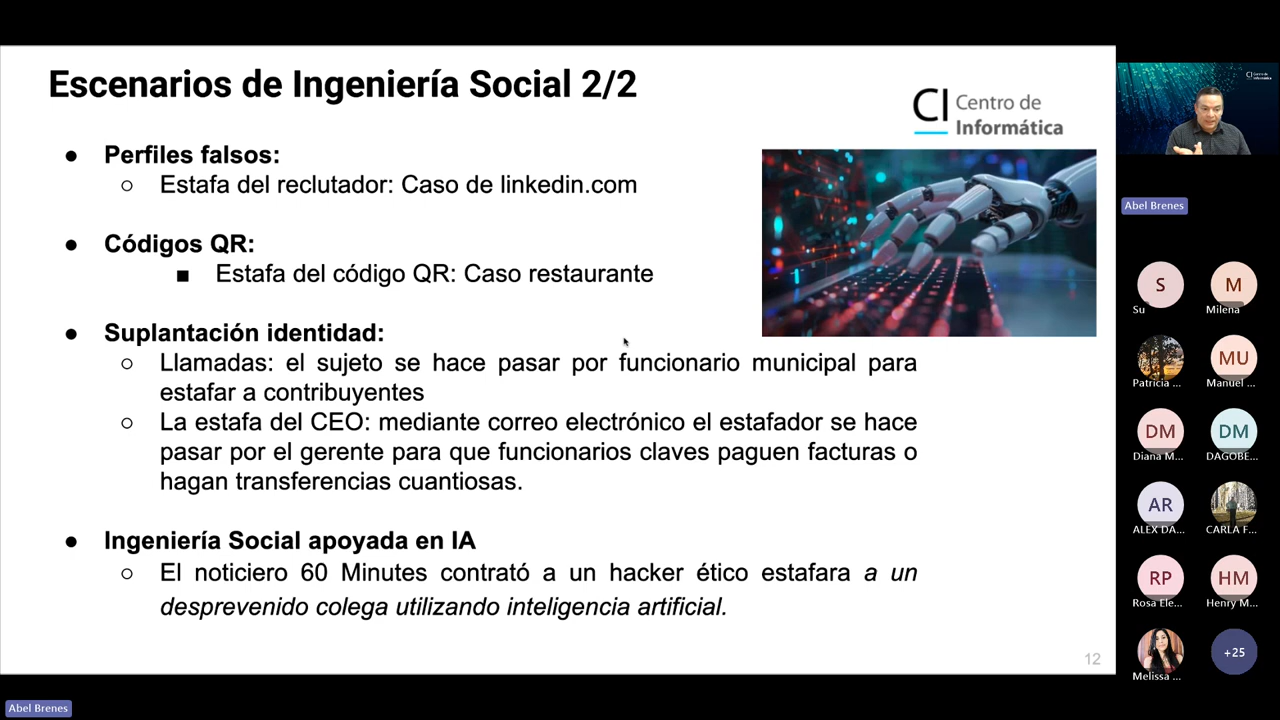 Escenarios de Ingeniería Social 2/2
CI Centro de
Informática
● Perfiles falsos:
○ Estafa del reclutador: Caso de linkedin.com
● Códigos QR:
■ Estafa del código QR: Caso restaurante
● Suplantación identidad:
○ Llamadas: el sujeto se hace pasar por funcionario municipal para
estafar a contribuyentes
○ La estafa del CEO: mediante correo electrónico el estafador se hace
pasar por el gerente para que funcionarios claves paguen facturas o
hagan transferencias cuantiosas.
● Ingeniería Social apoyada en IA
○ El noticiero 60 Minutes contrató a un hacker ético estafara a un
desprevenido colega utilizando inteligencia artificial.
12
Abel Brenes
S
Su
M
Milena
Patricia ...
MU
Manuel ...
DM
Diana M...
DM
DAGOBE...
AR
ALEX DA...
CARLA F...
RP
Rosa Ele...
HM
Henry M...
Melissa ...
+25
Abel Brenes